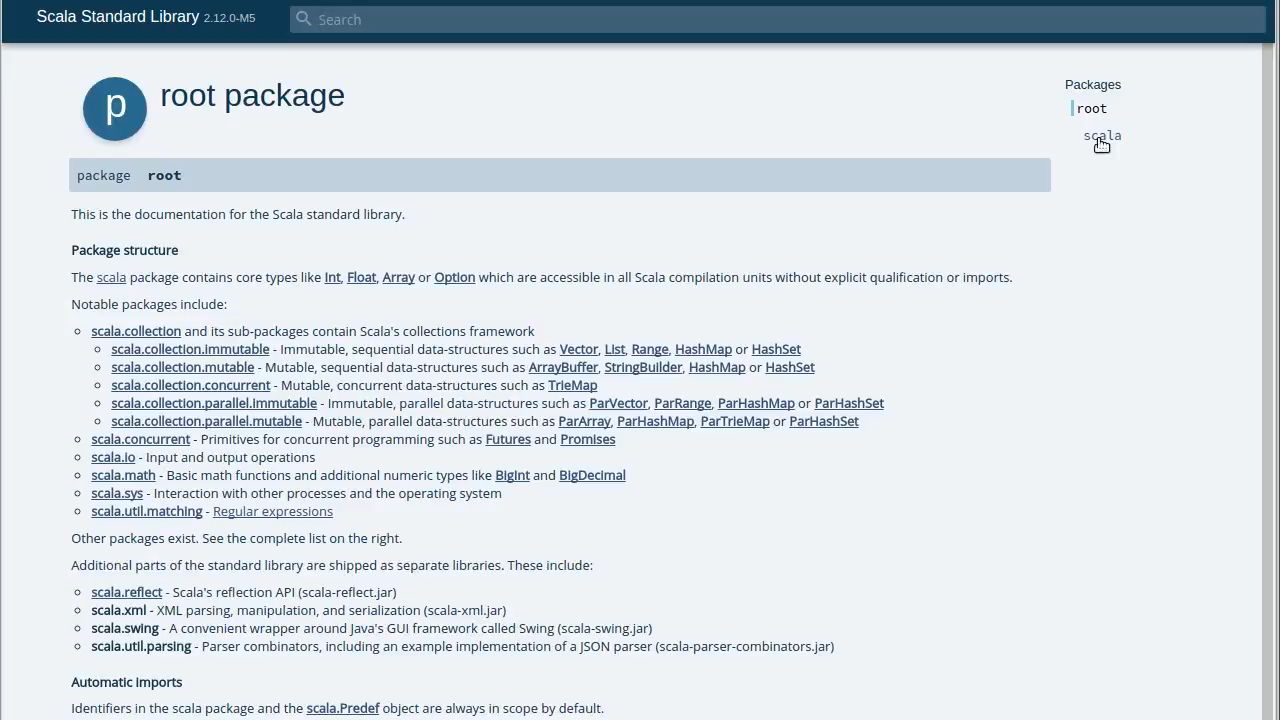 Scala Standard Library 2.12.0-M5
Search
p
root package
Packages
root
scala
package root
This is the documentation for the Scala standard library.
Package structure
The scala package contains core types like Int, Float, Array or Option which are accessible in all Scala compilation units without explicit qualification or imports.
Notable packages include:
scala.collection and its sub-packages contain Scala's collections framework
scala.collection.immutable - Immutable, sequential data-structures such as Vector, List, Range, HashMap or HashSet
scala.collection.mutable - Mutable, sequential data-structures such as ArrayBuffer, StringBuilder, HashMap or HashSet
scala.collection.concurrent - Mutable, concurrent data-structures such as TrieMap
scala.collection.parallel.immutable - Immutable, parallel data-structures such as ParVector, ParRange, ParHashMap or ParHashSet
scala.collection.parallel.mutable - Mutable, parallel data-structures such as ParArray, ParHashMap, ParTrieMap or ParHashSet
scala.concurrent - Primitives for concurrent programming such as Futures and Promises
scala.io - Input and output operations
scala.math - Basic math functions and additional numeric types like BigInt and BigDecimal
scala.sys - Interaction with other processes and the operating system
scala.util.matching - Regular expressions
Other packages exist. See the complete list on the right.
Additional parts of the standard library are shipped as separate libraries. These include:
scala.reflect - Scala's reflection API (scala-reflect.jar)
scala.xml - XML parsing, manipulation, and serialization (scala-xml.jar)
scala.swing - A convenient wrapper around Java's GUI framework called Swing (scala-swing.jar)
scala.util.parsing - Parser combinators, including an example implementation of a JSON parser (scala-parser-combinators.jar)
Automatic imports
Identifiers in the scala package and the scala.Predef object are always in scope by default.